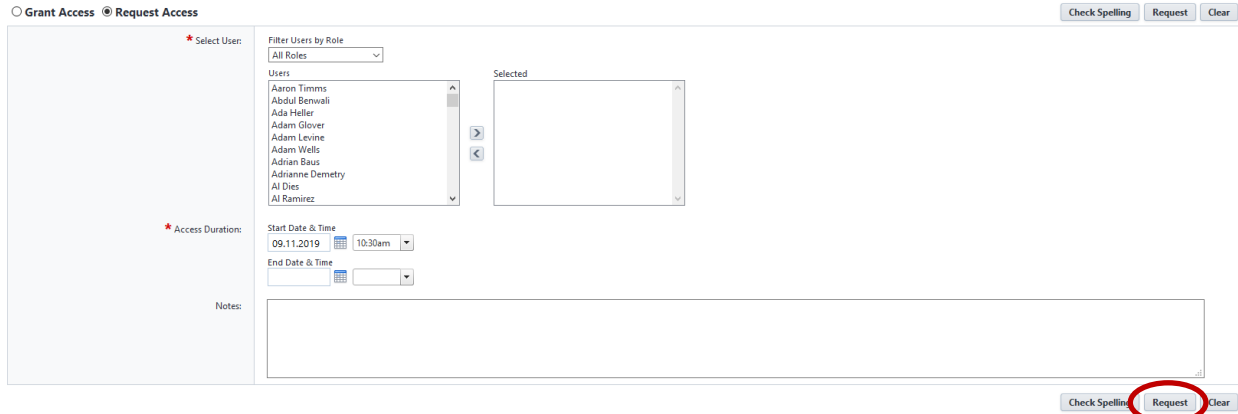 Grant Access Request Access Check Spelling Request Clear
* Select User: Filter Users by Role
All Roles
Users Selected
Aaron Timms
Abdul Benwali
Ada Heller
Adam Glover
Adam Levine
Adam Wells
Adrian Baus
Adrianne Demetry
Al Dies
Al Ramirez
* Access Duration: Start Date & Time
09.11.2019 10:30am
End Date & Time
Notes:
Check Spelling Request Clear